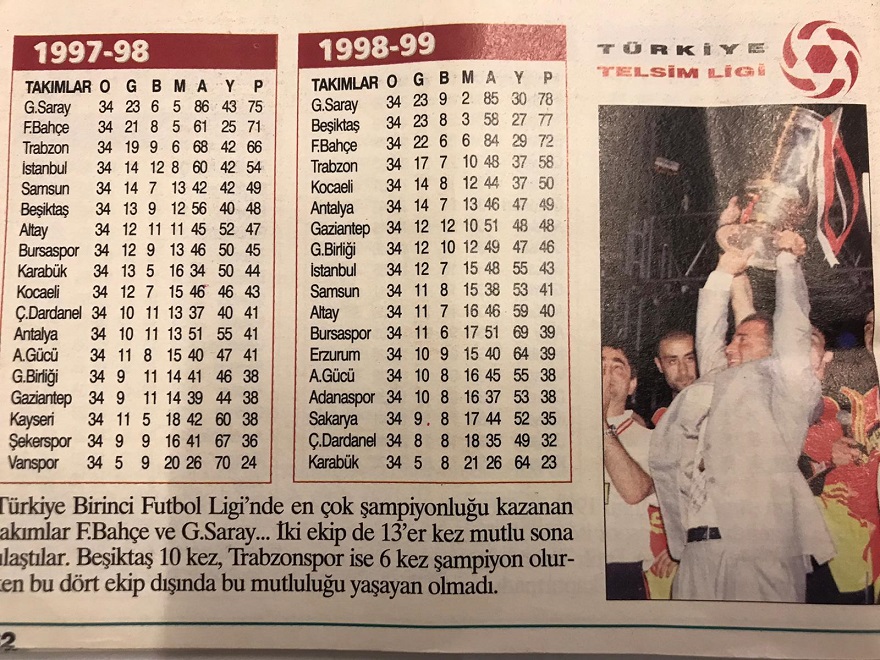 1997-98
TAKIMLAR O G B M A Y P
G.Saray 34 23 6 5 86 43 75
F.Bahçe 34 21 8 5 61 25 71
Trabzon 34 19 9 6 68 42 66
İstanbul 34 14 12 8 60 42 54
Samsun 34 14 7 13 42 42 49
Beşiktaş 34 13 9 12 56 40 48
Altay 34 12 11 11 45 52 47
Bursaspor 34 12 9 13 46 50 45
Karabük 34 13 5 16 34 50 44
Kocaeli 34 12 7 15 46 46 43
Ç.Dardanel 34 10 11 13 37 40 41
Antalya 34 10 11 13 51 55 41
A.Gücü 34 11 8 15 40 47 41
G.Birliği 34 9 11 14 41 46 38
Gaziantep 34 9 11 14 39 44 38
Kayseri 34 11 5 18 42 60 38
Şekerspor 34 9 9 16 41 67 36
Vanspor 34 5 9 20 26 70 24
1998-99
TAKIMLAR O G B M A Y P
G.Saray 34 23 9 2 85 30 78
Beşiktaş 34 23 8 3 58 27 77
F.Bahçe 34 22 6 6 84 29 72
Trabzon 34 17 7 10 48 37 58
Kocaeli 34 14 8 12 44 37 50
Antalya 34 14 7 13 46 47 49
Gaziantep 34 12 12 10 51 48 48
G.Birliği 34 12 10 12 49 47 46
İstanbul 34 12 7 15 48 55 43
Samsun 34 11 8 15 38 53 41
Altay 34 11 7 16 46 59 40
Bursaspor 34 11 6 17 51 69 39
Erzurum 34 10 9 15 40 64 39
A.Gücü 34 10 8 16 45 55 38
Adanaspor 34 10 8 16 37 53 38
Sakarya 34 9 8 17 44 52 35
Ç.Dardanel 34 8 8 18 35 49 32
Karabük 34 5 8 21 26 64 23
TÜRKİYE
TELSİM LİGİ
Türkiye Birinci Futbol Ligi'nde en çok şampiyonluğu kazanan
takımlar F.Bahçe ve G.Saray... İki ekip de 13'er kez mutlu sona
ulaştılar. Beşiktaş 10 kez, Trabzonspor ise 6 kez şampiyon olur-
ken bu dört ekip dışında bu mutluluğu yaşayan olmadı.